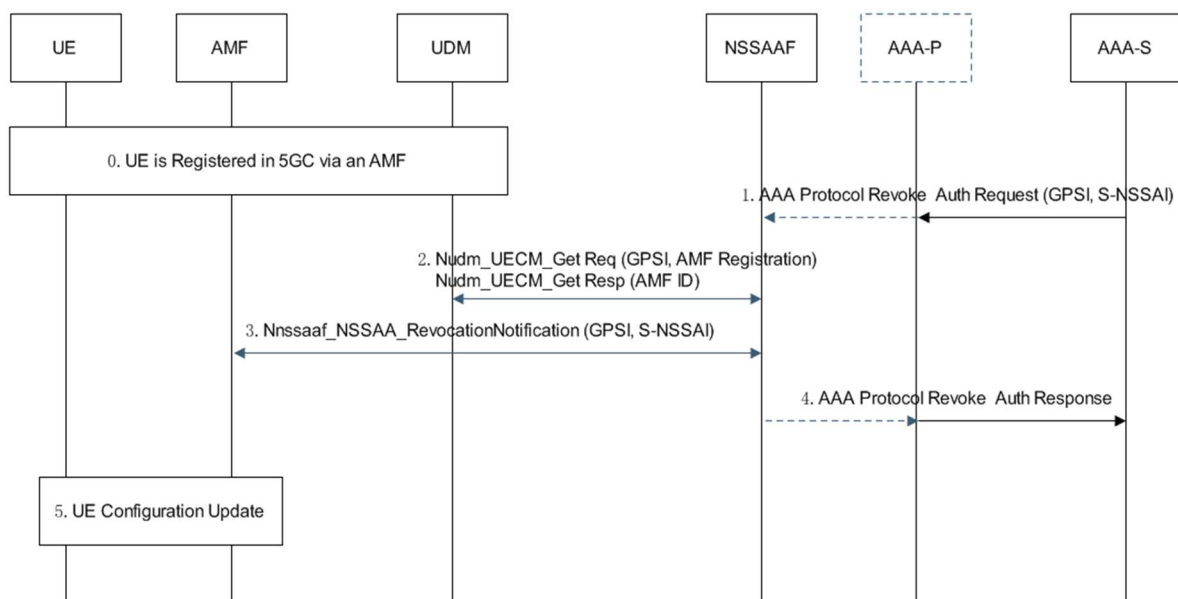 UE
AMF
UDM
NSSAAF
AAA-P
AAA-S
0. UE is Registered in 5GC via an AMF
1. AAA Protocol Revoke Auth Request (GPSI, S-NSSAI)
2. Nudm_UECM_Get Req (GPSI, AMF Registration)
Nudm_UECM_Get Resp (AMF ID)
3. Nnssaaf_NSSAA_RevocationNotification (GPSI, S-NSSAI)
4. AAA Protocol Revoke Auth Response
5. UE Configuration Update